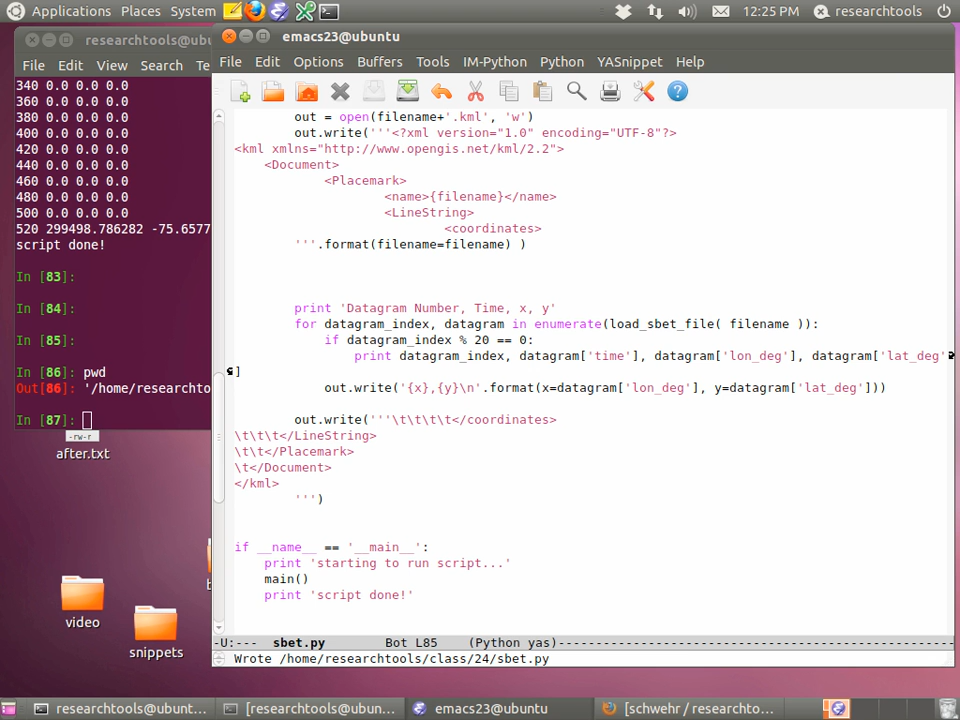 Applications Places System 12:25 PM researchtools
researchtools@ubu
File Edit View Search Te
340 0.0 0.0 0.0
360 0.0 0.0 0.0
380 0.0 0.0 0.0
400 0.0 0.0 0.0
420 0.0 0.0 0.0
440 0.0 0.0 0.0
460 0.0 0.0 0.0
480 0.0 0.0 0.0
500 0.0 0.0 0.0
520 299498.786282 -75.6577
script done!
In [83]:
In [84]:
In [85]:
In [86]: pwd
Out[86]: '/home/researchto
In [87]:
-rw-r
after.txt
video
snippets
emacs23@ubuntu
File Edit Options Buffers Tools IM-Python Python YASnippet Help
out = open(filename+'.kml', 'w')
out.write('''<?xml version="1.0" encoding="UTF-8"?>
<kml xmlns="http://www.opengis.net/kml/2.2">
<Document>
<Placemark>
<name>{filename}</name>
<LineString>
<coordinates>
'''.format(filename=filename) )
print 'Datagram Number, Time, x, y'
for datagram_index, datagram in enumerate(load_sbet_file( filename )):
if datagram_index % 20 == 0:
print datagram_index, datagram['time'], datagram['lon_deg'], datagram['lat_deg'
]
out.write('{x},{y}\n'.format(x=datagram['lon_deg'], y=datagram['lat_deg']))
out.write('''\t\t\t\t</coordinates>
\t\t\t</LineString>
\t\t</Placemark>
\t</Document>
</kml>
''')
if __name__ == '__main__':
print 'starting to run script...'
main()
print 'script done!'
-U:--- sbet.py Bot L85 (Python yas)
Wrote /home/researchtools/class/24/sbet.py
researchtools@ubunt... [researchtools@ubun... emacs23@ubuntu [schwehr / researchto...